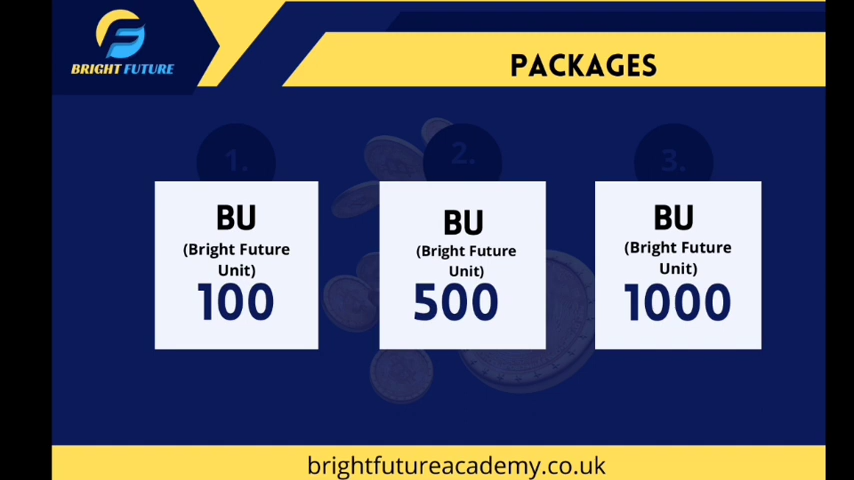 BRIGHT FUTURE
PACKAGES
1.
2.
3.
BU
(Bright Future
Unit)
100
BU
(Bright Future
Unit)
500
BU
(Bright Future
Unit)
1000
brightfutureacademy.co.uk